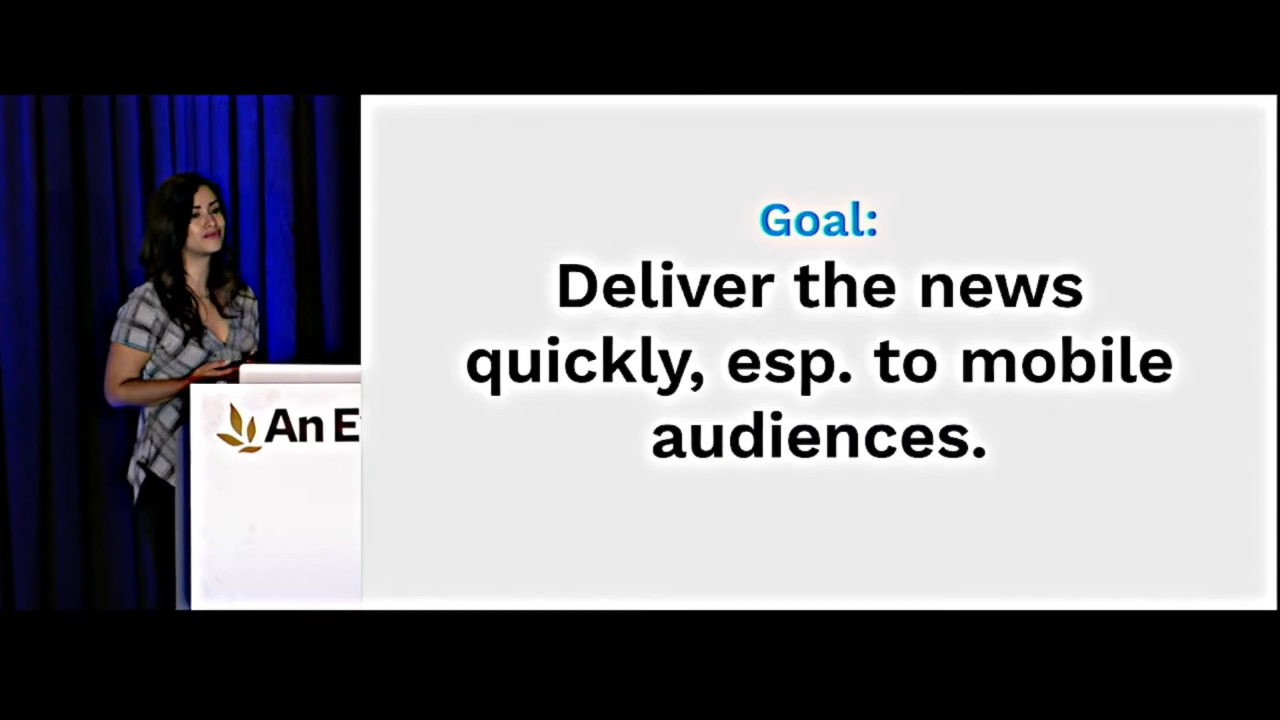 Goal:
Deliver the news
quickly, esp. to mobile
audiences.
An E